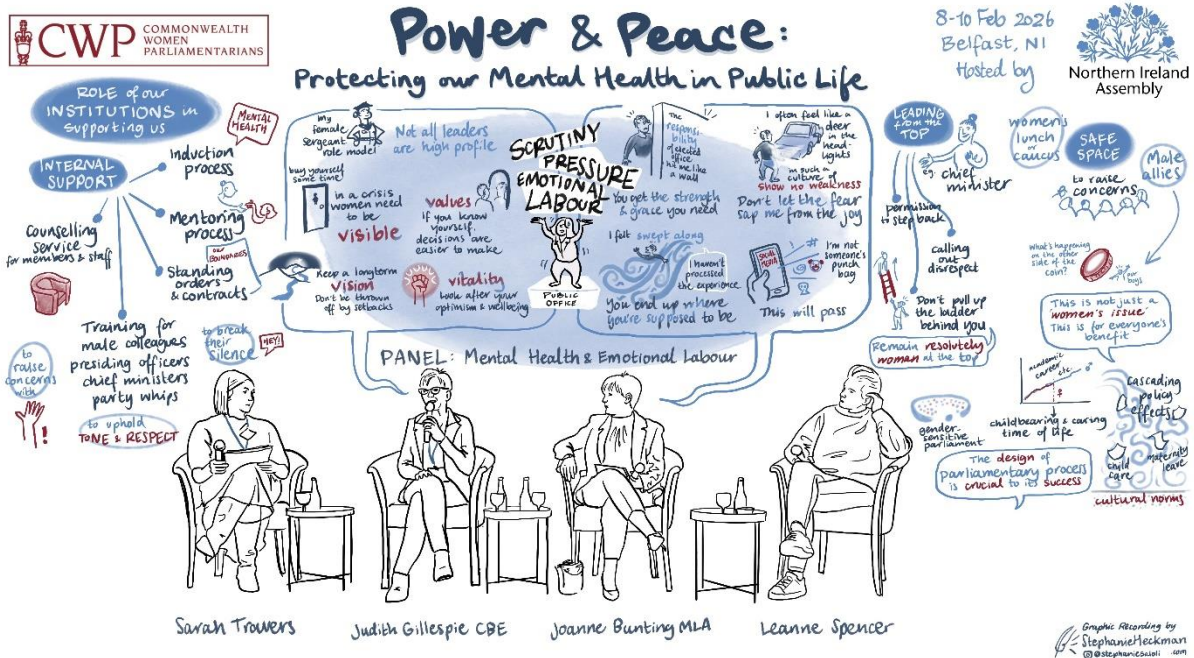 CWP
COMMONWEALTH
WOMEN
PARLIAMENTARIANS
Power & Peace:
Protecting our Mental Health in Public Life
8-10 Feb 2026
Belfast, NI
Hosted by
Northern Ireland
Assembly
ROLE of our
INSTITUTIONS in
supporting us
MENTAL
HEALTH
INTERNAL
SUPPORT
Induction
process
Mentoring
process
OUR
BOUNDARIES
Standing
orders
& contracts
Counselling
service
for members & staff
Training for
male colleagues
presiding officers
chief ministers
party whips
to break
their
SILENCE
HEY!
to
raise
concerns
with
to uphold
TONE & RESPECT
my
female
Sergeant
role model
Not all leaders
are high profile
buy yourself
some time!
in a crisis
women need
to be
visible
values
If you know
yourself,
decisions are
easier to make
Keep a longterm
vision
Don't be thrown
off by setbacks
vitality
Look after your
optimism & wellbeing
SCRUTINY
PRESSURE
EMOTIONAL
LABOUR
PUBLIC
OFFICE
The
responsi-
bility
of elected
office
hit me like
a wall
You get the strength
& grace you need
I often feel like a
deer
in the
head-
lights
in such a
culture of
show no weakness
Don't let the fear
sap me from the joy
I felt swept along
I haven't
processed
the experience
You end up where
you're supposed to be
SOCIAL
MEDIA
#
I'm not
someone's
punch
bag
This will pass
PANEL: Mental Health & Emotional Labour
LEADING
from the
TOP
eg.
chief
minister
permission
to step back
calling
out
disrespect
Don't pull up
the ladder
behind you
Remain resolutely
woman at the top
women's
lunch
or
caucus
SAFE
SPACE
to raise
concerns
Male
allies
What's happening
on the other
side of the
coin?
our
boys
This is not just a
'women's issue'
This is for everyone's
benefit
academic
career
etc.
childbearing & caring
time of life
gender-
sensitive
parliament
The design of
parliamentary process
is crucial to its success
cascading
policy
effects
child
care
maternity
leave
cultural norms
Sarah Travers
Judith Gillespie CBE
Joanne Bunting MLA
Leanne Spencer
Graphic Recording by
StephanieHeckman
.com